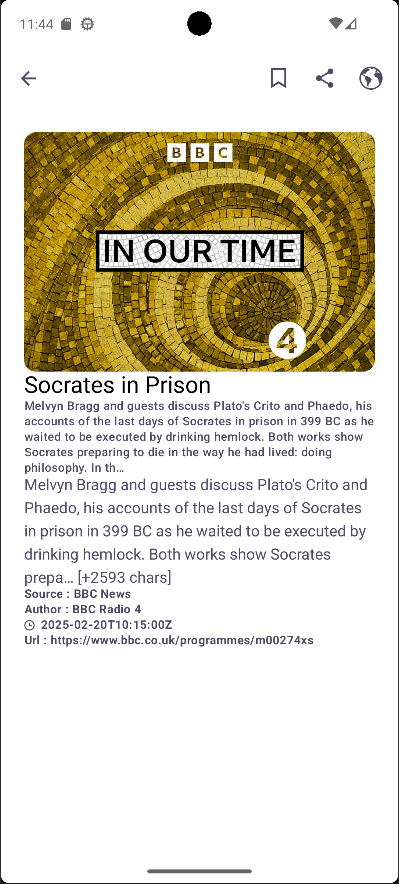 11:44
BBC
IN OUR TIME
4
Socrates in Prison
Melvyn Bragg and guests discuss Plato's Crito and Phaedo, his
accounts of the last days of Socrates in prison in 399 BC as he
waited to be executed by drinking hemlock. Both works show
Socrates preparing to die in the way he had lived: doing
philosophy. In th…
Melvyn Bragg and guests discuss Plato's Crito and
Phaedo, his accounts of the last days of Socrates
in prison in 399 BC as he waited to be executed by
drinking hemlock. Both works show Socrates
prepa… [+2593 chars]
Source : BBC News
Author : BBC Radio 4
2025-02-20T10:15:00Z
Url : https://www.bbc.co.uk/programmes/m00274xs